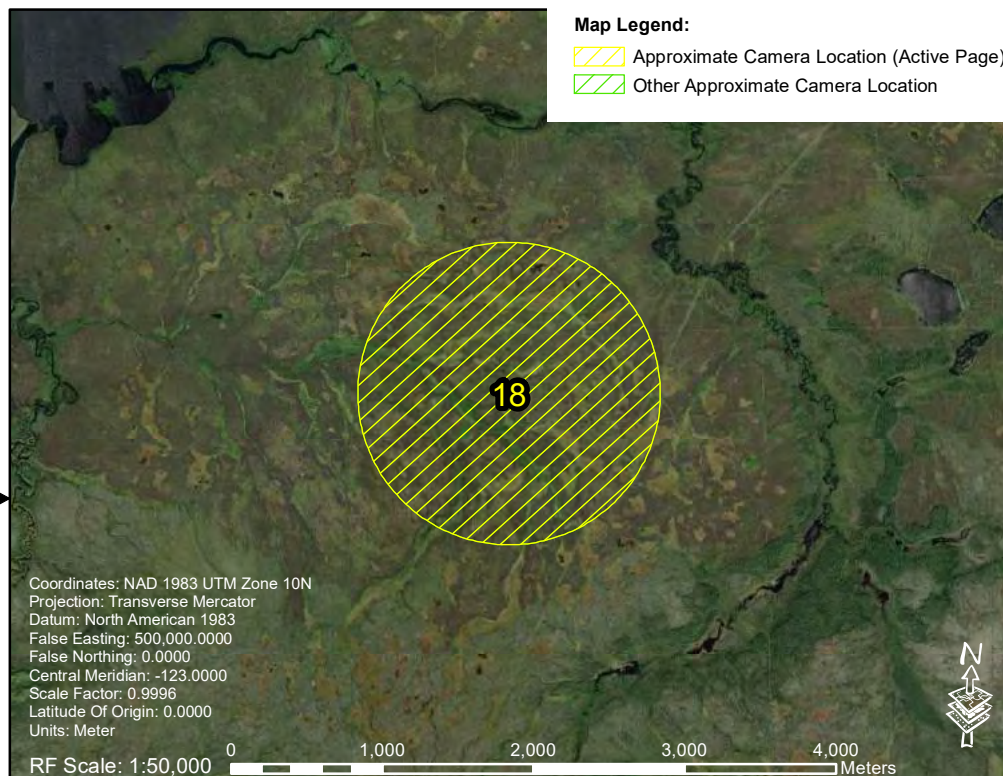 Map Legend:
Approximate Camera Location (Active Page)
Other Approximate Camera Location
18
Coordinates: NAD 1983 UTM Zone 10N
Projection: Transverse Mercator
Datum: North American 1983
False Easting: 500,000.0000
False Northing: 0.0000
Central Meridian: -123.0000
Scale Factor: 0.9996
Latitude Of Origin: 0.0000
Units: Meter
N
RF Scale: 1:50,000
0 1,000 2,000 3,000 4,000
Meters